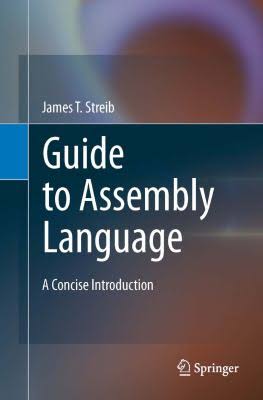 James T. Streib
Guide
to Assembly
Language
A Concise Introduction
Springer